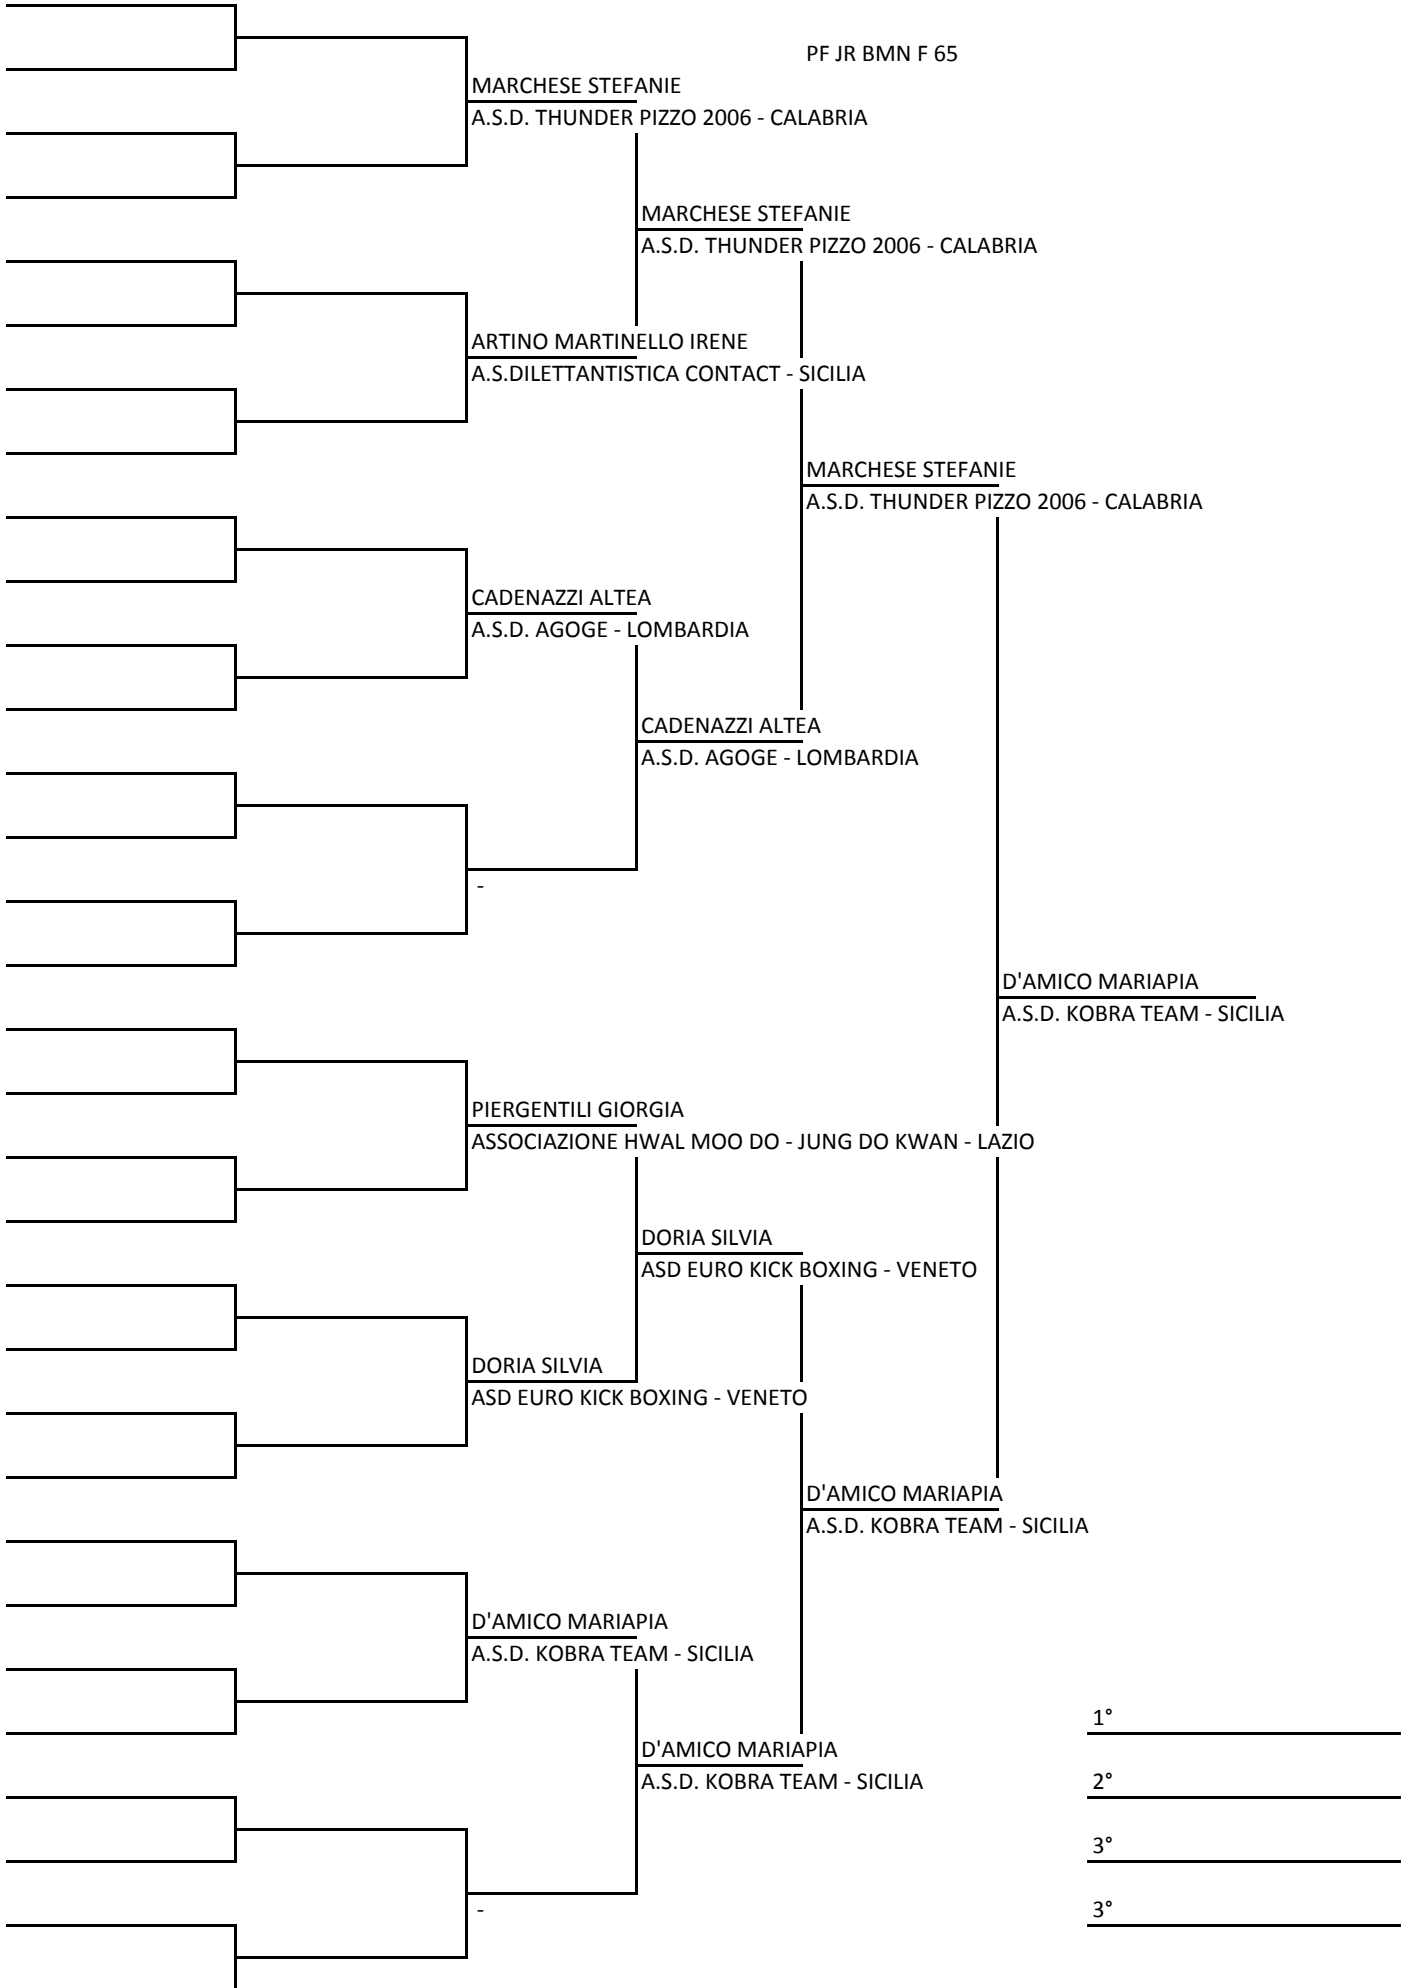 PF JR BMN F 65
MARCHESE STEFANIE
A.S.D. THUNDER PIZZO 2006 - CALABRIA
MARCHESE STEFANIE
A.S.D. THUNDER PIZZO 2006 - CALABRIA
ARTINO MARTINELLO IRENE
A.S.DILETTANTISTICA CONTACT - SICILIA
MARCHESE STEFANIE
A.S.D. THUNDER PIZZO 2006 - CALABRIA
CADENAZZI ALTEA
A.S.D. AGOGE - LOMBARDIA
CADENAZZI ALTEA
A.S.D. AGOGE - LOMBARDIA
-
D'AMICO MARIAPIA
A.S.D. KOBRA TEAM - SICILIA
PIERGENTILI GIORGIA
ASSOCIAZIONE HWAL MOO DO - JUNG DO KWAN - LAZIO
DORIA SILVIA
ASD EURO KICK BOXING - VENETO
DORIA SILVIA
ASD EURO KICK BOXING - VENETO
D'AMICO MARIAPIA
A.S.D. KOBRA TEAM - SICILIA
D'AMICO MARIAPIA
A.S.D. KOBRA TEAM - SICILIA
1°
D'AMICO MARIAPIA
A.S.D. KOBRA TEAM - SICILIA
2°
3°
-
3°